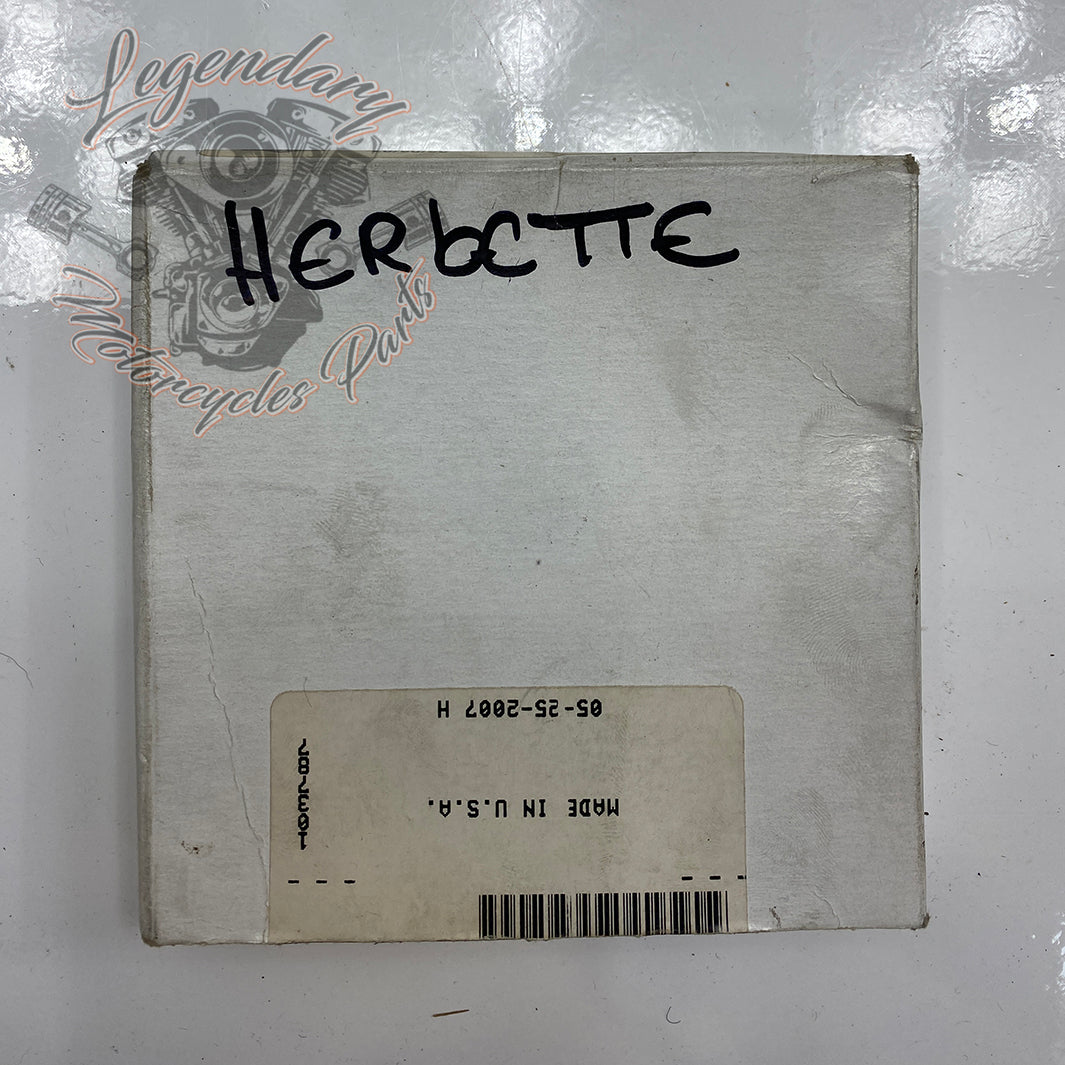 Legendary
Motorcycles Parts
HERbETTE
05-25-2007 H
MADE IN U.S.A.